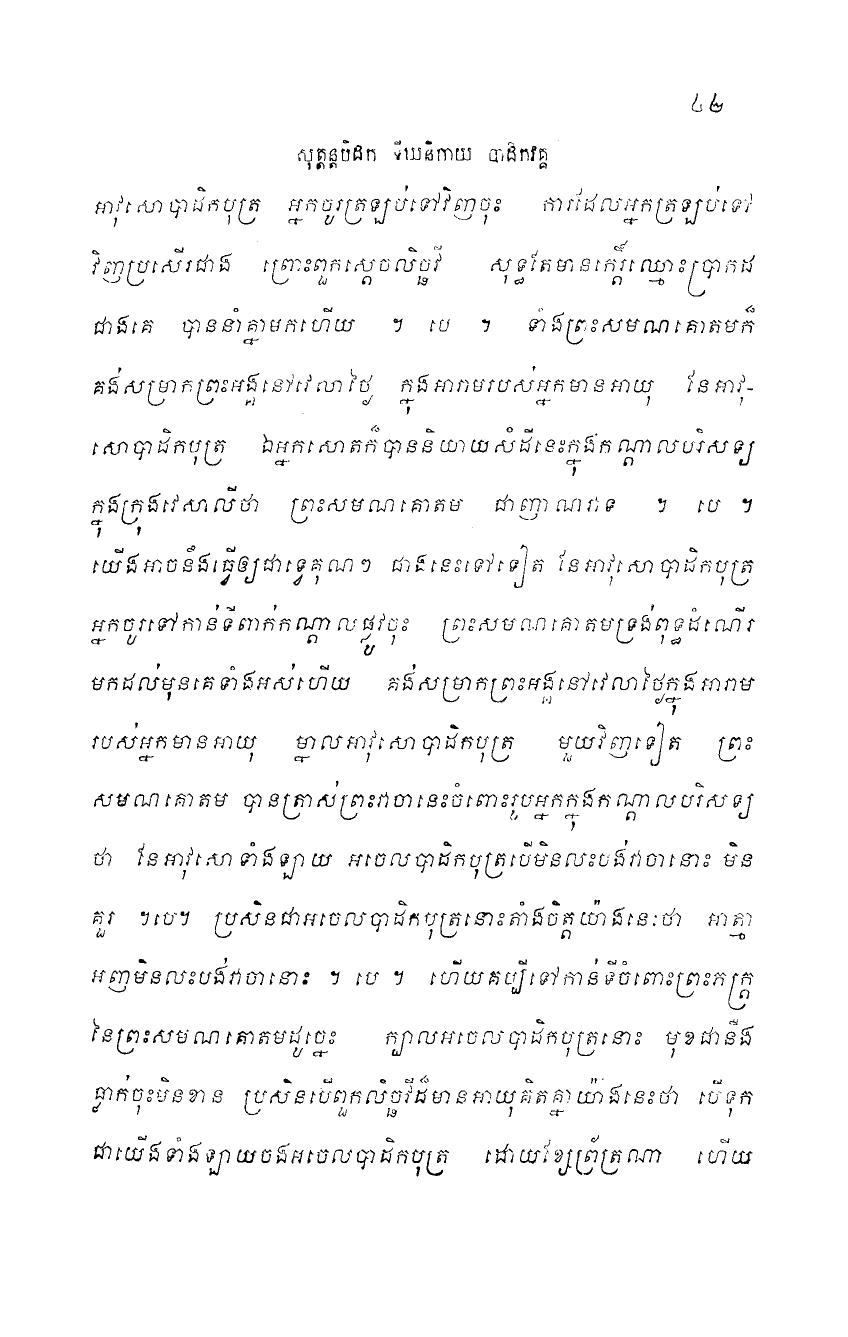 ៤២
សុត្តន្តបិដក ទីឃនិកាយ បាដិកវគ្គ
អាវុសោបាដិកបុត្រ អ្នកចូរត្រឡប់ទៅវិញចុះ ការដែលអ្នកត្រឡប់ទៅ
វិញប្រសើរជាង ព្រោះពួកស្តេចលិច្ឆវី សុទ្ធតែមានកេរ្តិ៍ឈ្មោះប្រាកដ
ជាងគេ បាននាំគ្នាមកហើយ ។ បេ ។ ទាំងព្រះសមណគោតមក៏
គង់សម្រាកព្រះអង្គនៅវេលាថ្ងៃ ក្នុងអារាមរបស់អ្នកមានអាយុ នែអាវុ-
សោបាដិកបុត្រ ឯអ្នកសោតក៏បាននិយាយសំដីនេះក្នុងកណ្តាលបរិសទ្យ
ក្នុងក្រុងវេសាលីថា ព្រះសមណគោតម ជាញាណវាទ ។ បេ ។
យើងអាចនឹងធ្វើឲ្យជាទ្វេគុណៗ ជាងនេះទៅទៀត នែអាវុសោបាដិកបុត្រ
អ្នកចូរទៅកាន់ទីពាក់កណ្តាលផ្លូវចុះ ព្រះសមណគោតមទ្រង់ពុទ្ធដំណើរ
មកដល់មុនគេទាំងអស់ហើយ គង់សម្រាកព្រះអង្គនៅវេលាថ្ងៃក្នុងអារាម
របស់អ្នកមានអាយុ ម្នាលអាវុសោបាដិកបុត្រ មួយវិញទៀត ព្រះ
សមណគោតម បានត្រាស់ព្រះវាចានេះចំពោះរូបអ្នកក្នុងកណ្តាលបរិសទ្យ
ថា នែអាវុសោទាំងឡាយ អចេលបាដិកបុត្របើមិនលះបង់វាចានោះ មិន
គួរ ។បេ។ ប្រសិនជាអចេលបាដិកបុត្រនោះតាំងចិត្តយ៉ាងនេះថា អាត្មា
អញមិនលះបង់វាចានោះ ។ បេ ។ ហើយគប្បីទៅកាន់ទីចំពោះព្រះភក្ត្រ
នៃព្រះសមណគោតមដូច្នេះ ក្បាលអចេលបាដិកបុត្រនោះ មុខជានឹង
ធ្លាក់ចុះមិនខាន ប្រសិនបើពួកលិច្ឆវីដ៏មានអាយុគិតគ្នាយ៉ាងនេះថា បើទុក
ជាយើងទាំងឡាយចងអចេលបាដិកបុត្រ ដោយខ្សែព្រ័ត្រណា ហើយ